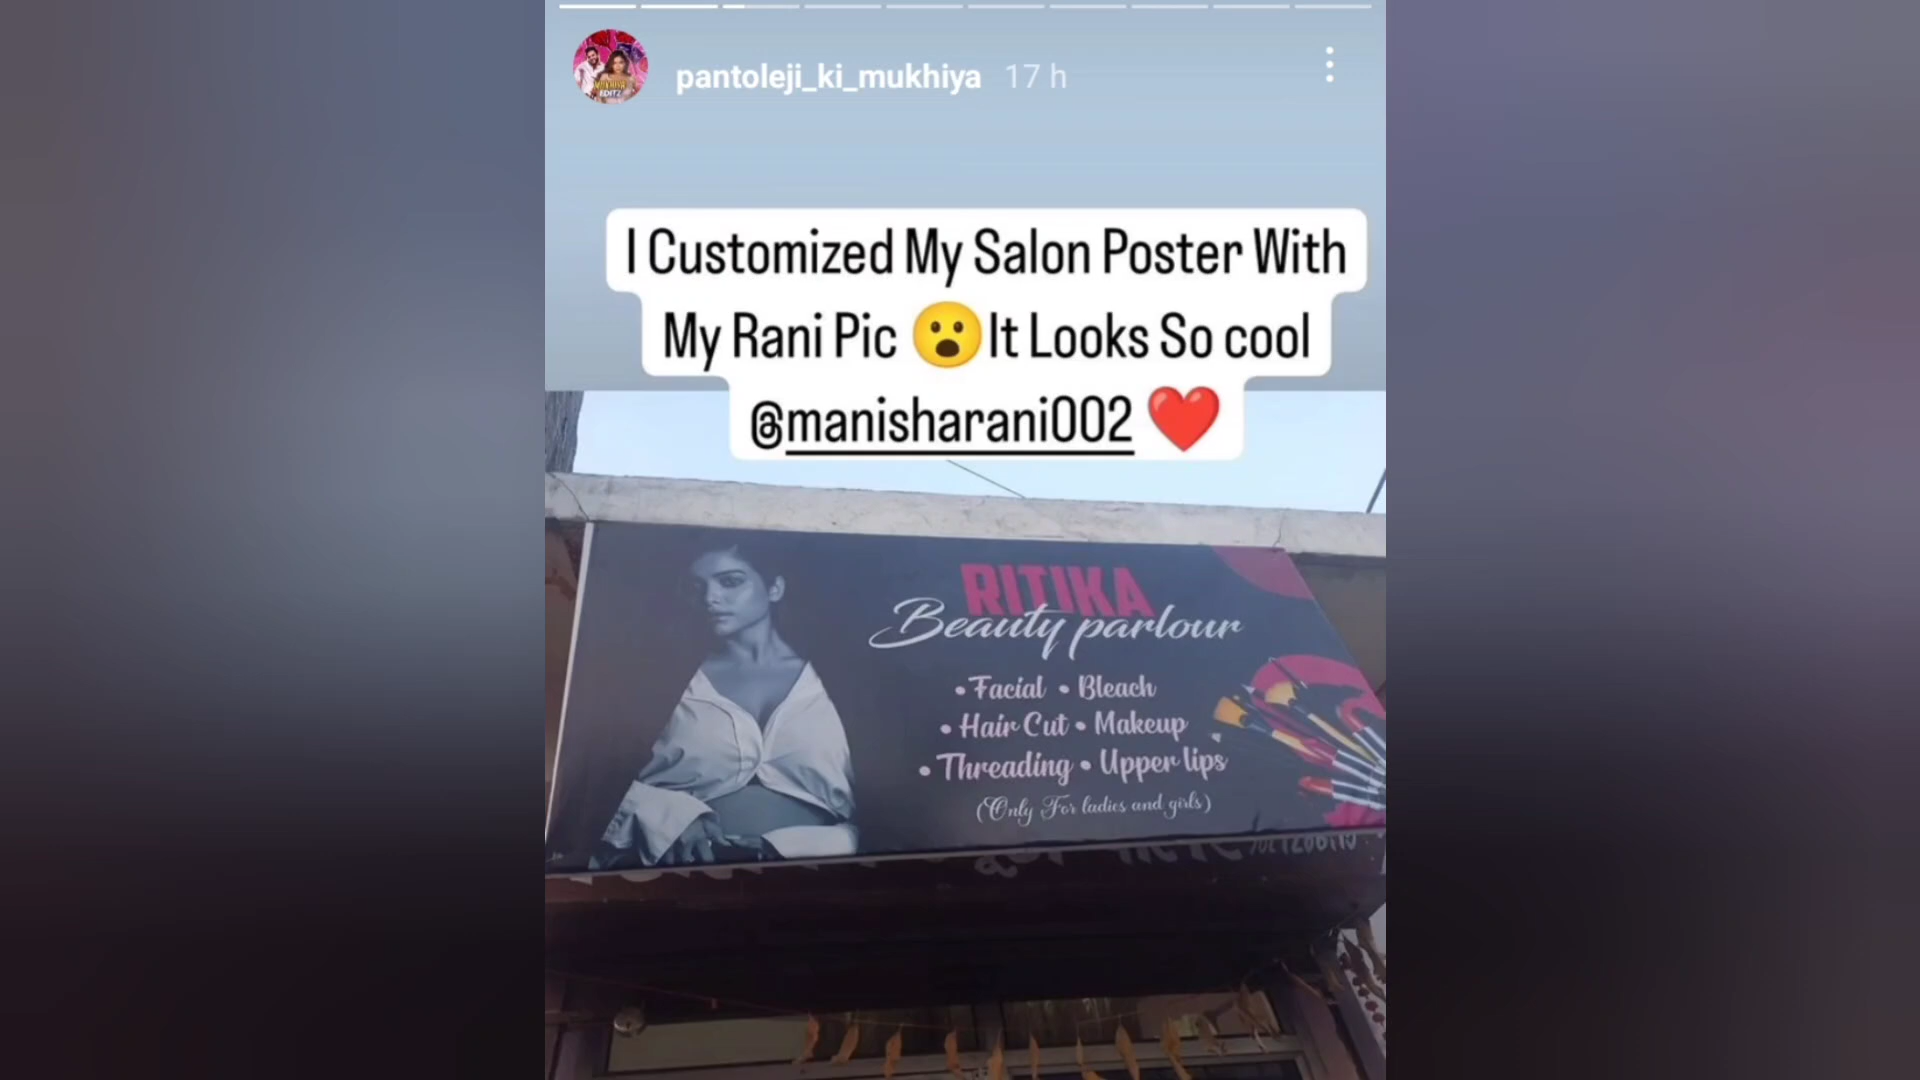 pantoleji_ki_mukhiya 17 h
I Customized My Salon Poster With
My Rani Pic 😮It Looks So cool
@manisharani002 ❤️
RITIKA
Beauty parlour
• Facial • Bleach
• Hair Cut • Makeup
• Threading • Upper lips
(Only For ladies and girls)